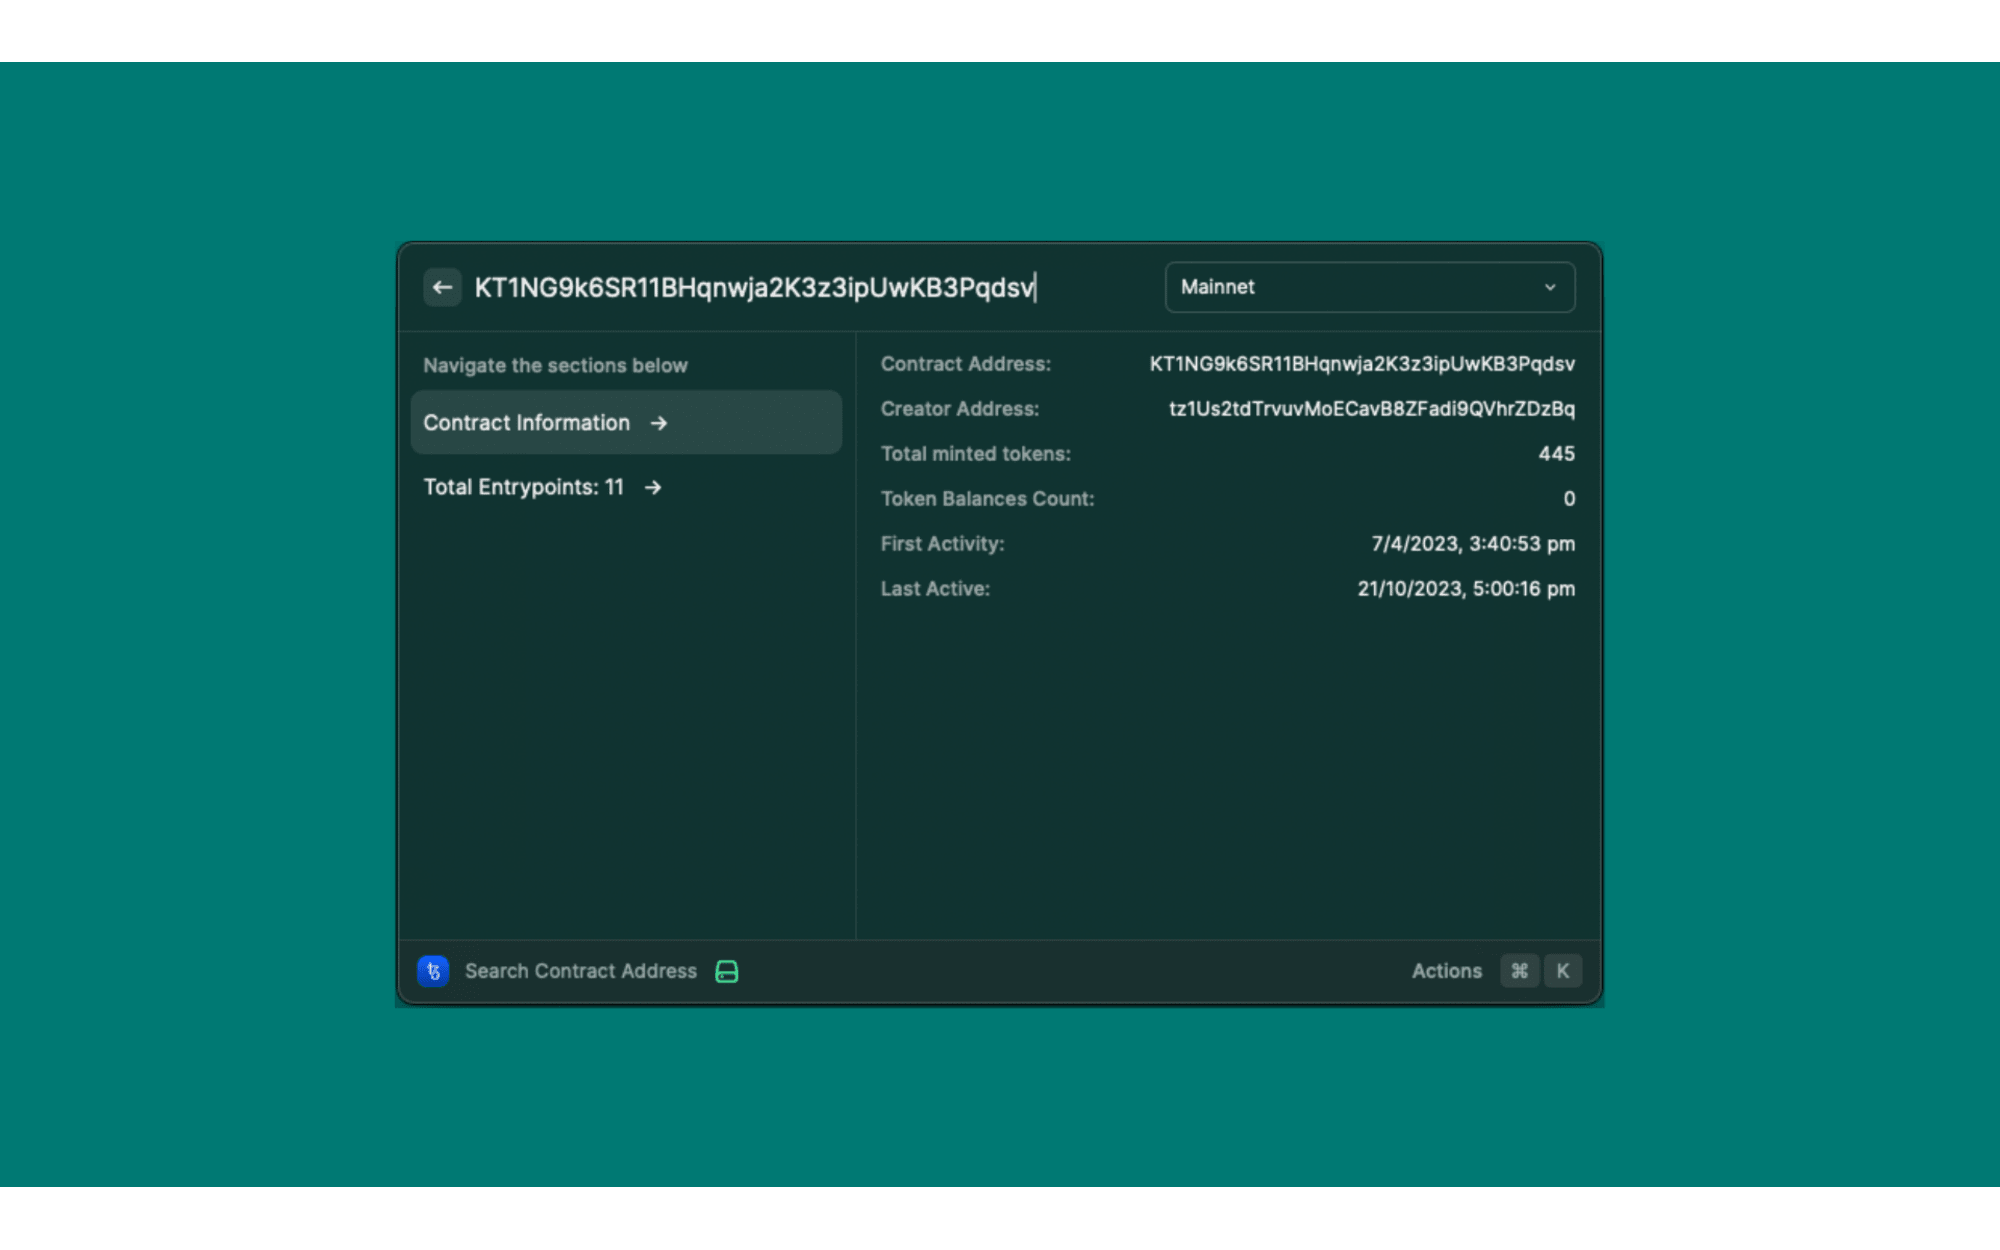 KT1NG9k6SR11BHqnwja2K3z3ipUwKB3Pqdsv
Mainnet
Navigate the sections below
Contract Information →
Total Entrypoints: 11 →
Contract Address: KT1NG9k6SR11BHqnwja2K3z3ipUwKB3Pqdsv
Creator Address: tz1Us2tdTrvuvMoECavB8ZFadi9QVhrZDzBq
Total minted tokens: 445
Token Balances Count: 0
First Activity: 7/4/2023, 3:40:53 pm
Last Active: 21/10/2023, 5:00:16 pm
Search Contract Address
Actions ⌘ K